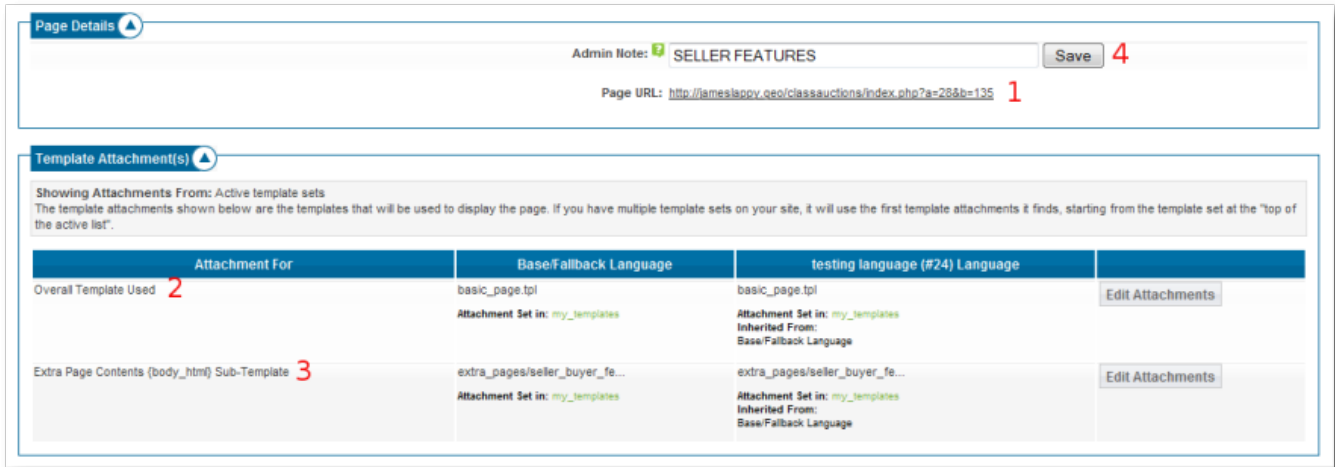 Page Details
Admin Note: SELLER FEATURES Save 4
Page URL: http://jameslappy.geo/classauctions/index.php?a=28&b=135 1
Template Attachment(s)
Showing Attachments From: Active template sets
The template attachments shown below are the templates that will be used to display the page. If you have multiple template sets on your site, it will use the first template attachments it finds, starting from the template set at the "top of
the active list".
Attachment For Base/Fallback Language testing language (#24) Language
Overall Template Used 2 basic_page.tpl basic_page.tpl Edit Attachments
Attachment Set in: my_templates Attachment Set in: my_templates
Inherited From:
Base/Fallback Language
Extra Page Contents {body_html} Sub-Template 3 extra_pages/seller_buyer_fe... extra_pages/seller_buyer_fe... Edit Attachments
Attachment Set in: my_templates Attachment Set in: my_templates
Inherited From:
Base/Fallback Language